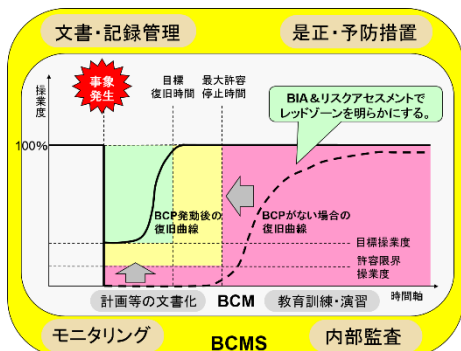 文書・記録管理
是正・予防措置
操業度
事象
発生
目標
復旧時間
最大許容
停止時間
BIA&リスクアセスメントで
レッドゾーンを明らかにする。
100%
BCP発動後の
復旧曲線
BCPがない場合の
復旧曲線
目標操業度
許容限界
操業度
時間軸
計画等の文書化
BCM
教育訓練・演習
モニタリング
BCMS
内部監査